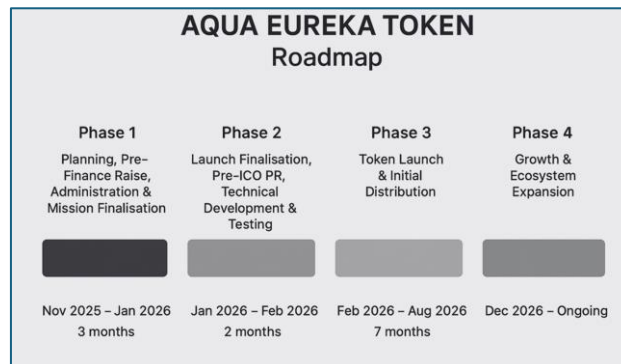 AQUA EUREKA TOKEN
Roadmap
Phase 1
Planning, Pre-
Finance Raise,
Administration &
Mission Finalisation
Nov 2025 – Jan 2026
3 months
Phase 2
Launch Finalisation,
Pre-ICO PR,
Technical
Development &
Testing
Jan 2026 – Feb 2026
2 months
Phase 3
Token Launch
& Initial
Distribution
Feb 2026 – Aug 2026
7 months
Phase 4
Growth &
Ecosystem
Expansion
Dec 2026 – Ongoing